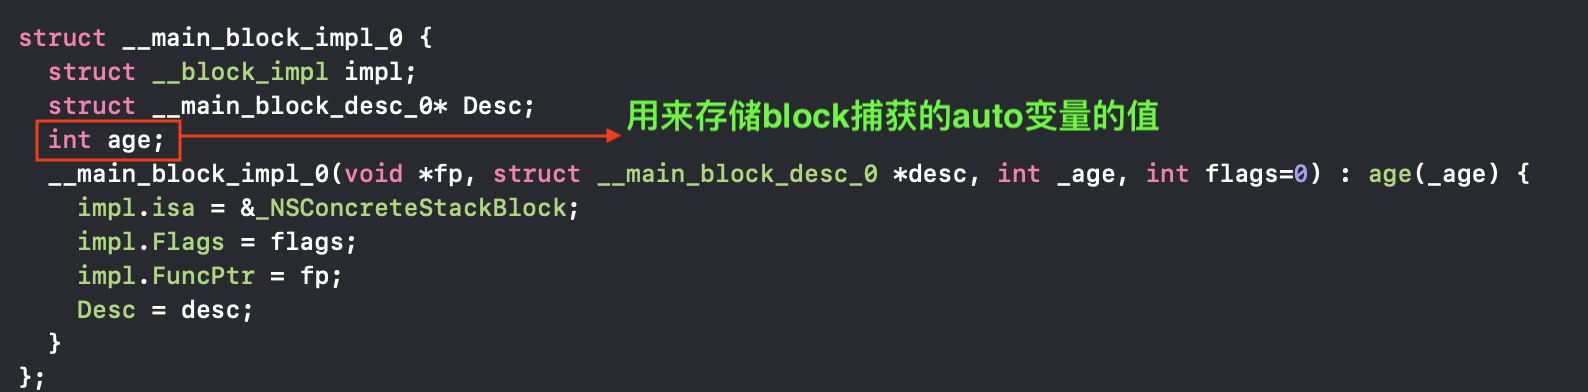 struct __main_block_impl_0 {
struct __block_impl impl;
struct __main_block_desc_0* Desc;
int age;
用来存储block捕获的auto变量的值
__main_block_impl_0(void *fp, struct __main_block_desc_0 *desc, int _age, int flags=0) : age(_age) {
impl.isa = &_NSConcreteStackBlock;
impl.Flags = flags;
impl.FuncPtr = fp;
Desc = desc;
}
};